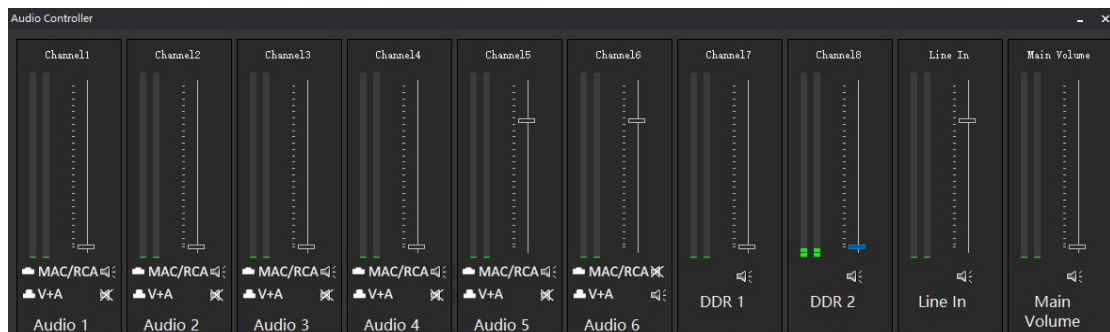 Audio Controller
Channel1 Channel2 Channel3 Channel4 Channel5 Channel6 Channel7 Channel8 Line In Main Volume
MAC/RCA MAC/RCA MAC/RCA MAC/RCA MAC/RCA MAC/RCA
V+A V+A V+A V+A V+A V+A
DDR 1 DDR 2 Line In Main
Audio 1 Audio 2 Audio 3 Audio 4 Audio 5 Audio 6 Volume